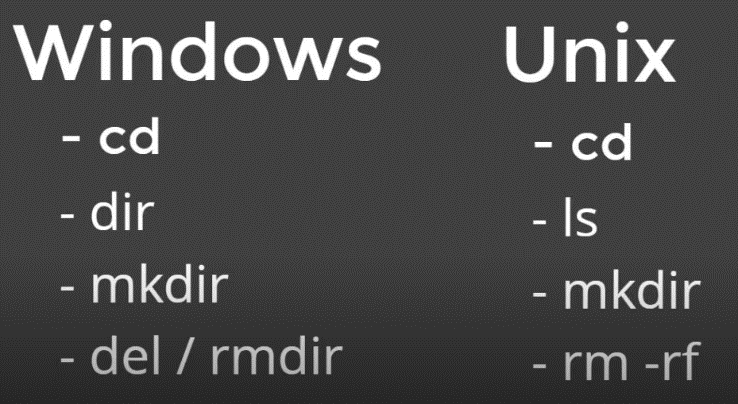 Windows
- cd
- dir
- mkdir
- del / rmdir
Unix
- cd
- ls
- mkdir
- rm -rf